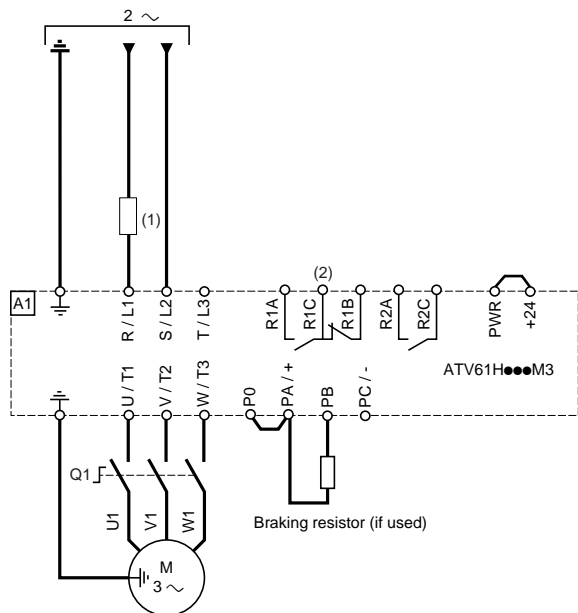 2 ~
(1)
(2)
A1
R / L1
S / L2
T / L3
R1A
R1C
R1B
R2A
R2C
PWR
+24
ATV61H●●●M3
U / T1
V / T2
W / T3
P0
PA / +
PB
PC / -
Q1
U1
V1
W1
Braking resistor (if used)
M
3 ~